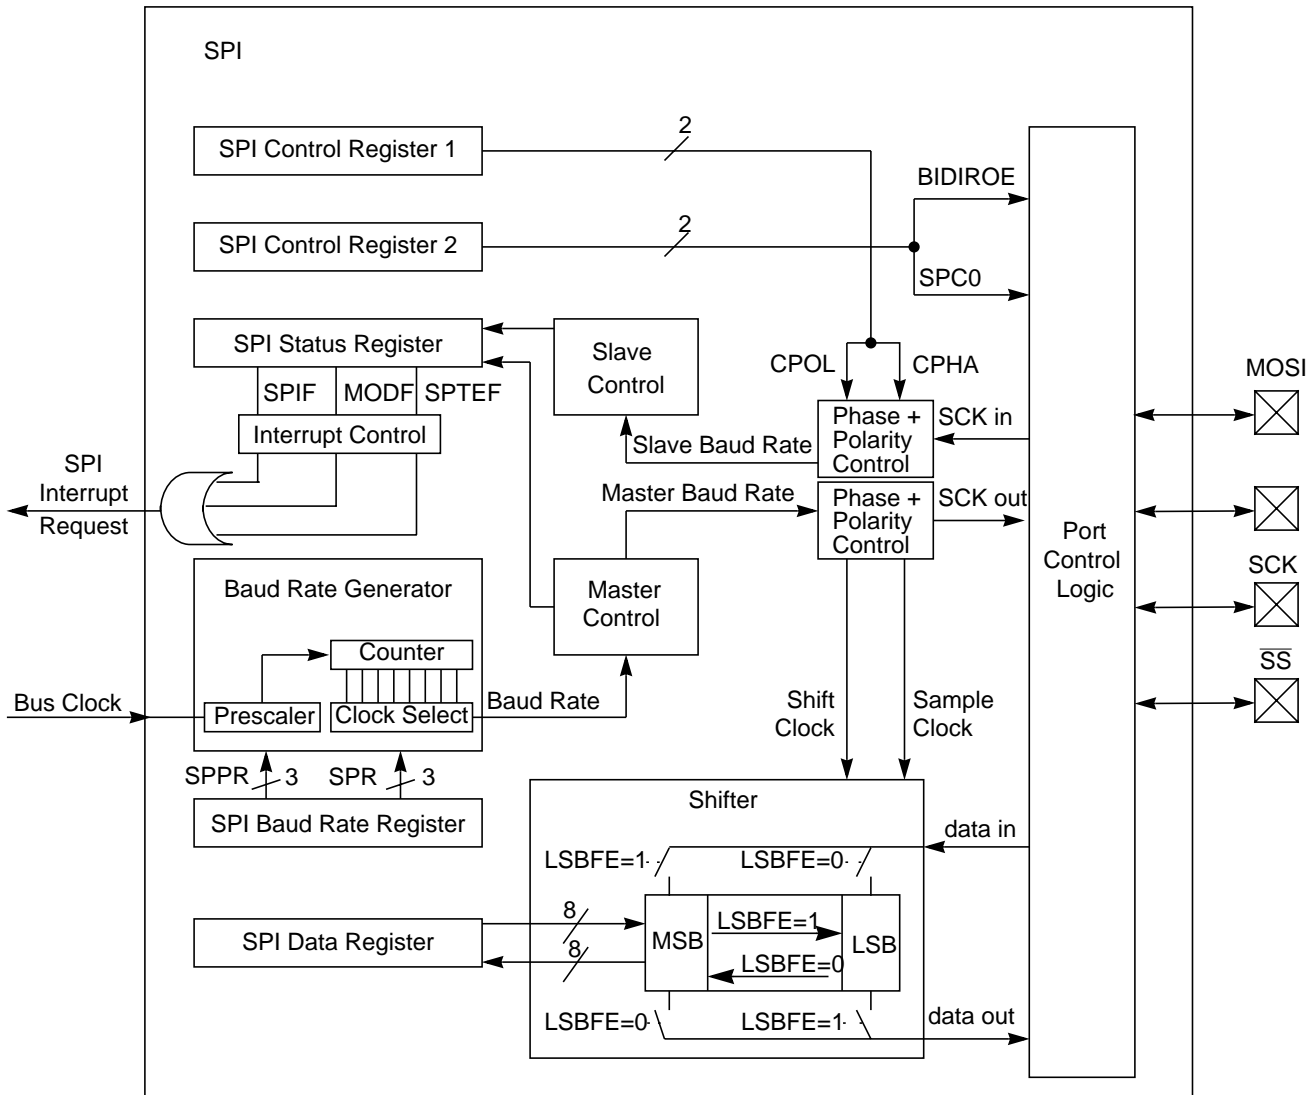 SPI
SPI Control Register 1
2
BIDIROE
SPI Control Register 2
2
SPC0
SPI Status Register
Slave
Control
CPOL
CPHA
MOSI
SPIF
MODF
SPTEF
Interrupt Control
Phase +
Polarity
Control
SCK in
Slave Baud Rate
SPI
Interrupt
Request
Master Baud Rate
Phase +
Polarity
Control
SCK out
Port
Control
Logic
SCK
Baud Rate Generator
Master
Control
Counter
SS
Bus Clock
Prescaler
Clock Select
Baud Rate
Shift
Clock
Sample
Clock
SPPR
3
SPR
3
SPI Baud Rate Register
Shifter
data in
LSBFE=1
LSBFE=0
SPI Data Register
8
8
MSB
LSBFE=1
LSBFE=0
LSB
LSBFE=0
LSBFE=1
data out